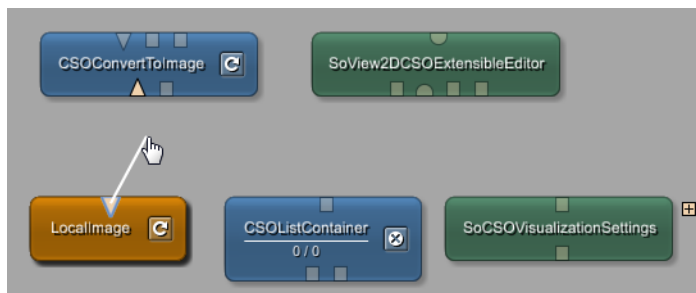 CSOConvertToImage
SoView2DCSOExtensibleEditor
LocalImage
CSOListContainer
0 / 0
SoCSOVisualizationSettings